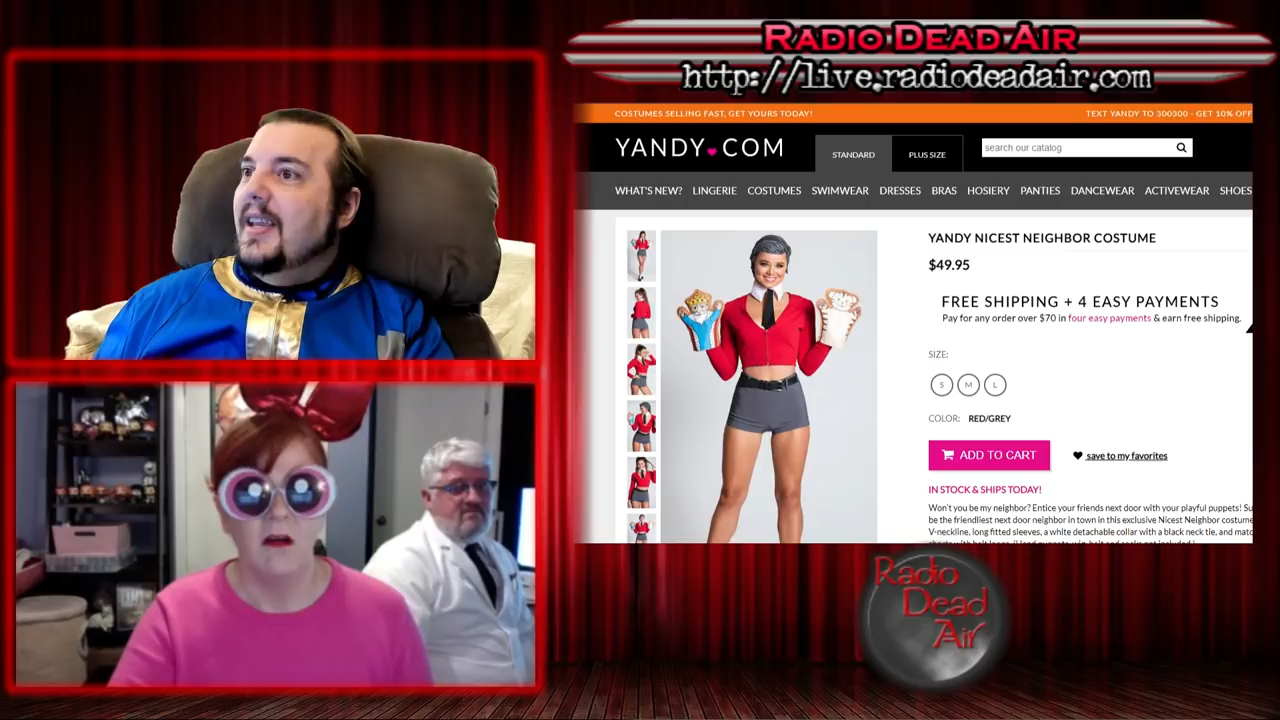 RADIO DEAD AIR
http://live.radiodeadair.com
COSTUMES SELLING FAST, GET YOURS TODAY!
TEXT YANDY TO 300300 - GET 10% OFF
YANDY.COM
STANDARD
PLUS SIZE
search our catalog
WHAT'S NEW? LINGERIE COSTUMES SWIMWEAR DRESSES BRAS HOSIERY PANTIES DANCEWEAR ACTIVEWEAR SHOES
YANDY NICEST NEIGHBOR COSTUME
$49.95
FREE SHIPPING + 4 EASY PAYMENTS
Pay for any order over $70 in four easy payments & earn free shipping.
SIZE:
S M L
COLOR: RED/GREY
ADD TO CART
save to my favorites
IN STOCK & SHIPS TODAY!
Won't you be my neighbor? Entice your friends next door with your playful puppets! Su
be the friendliest next door neighbor in town in this exclusive Nicest Neighbor costume
V-neckline, long fitted sleeves, a white detachable collar with a black neck tie, and matc
Radio
Dead
Air